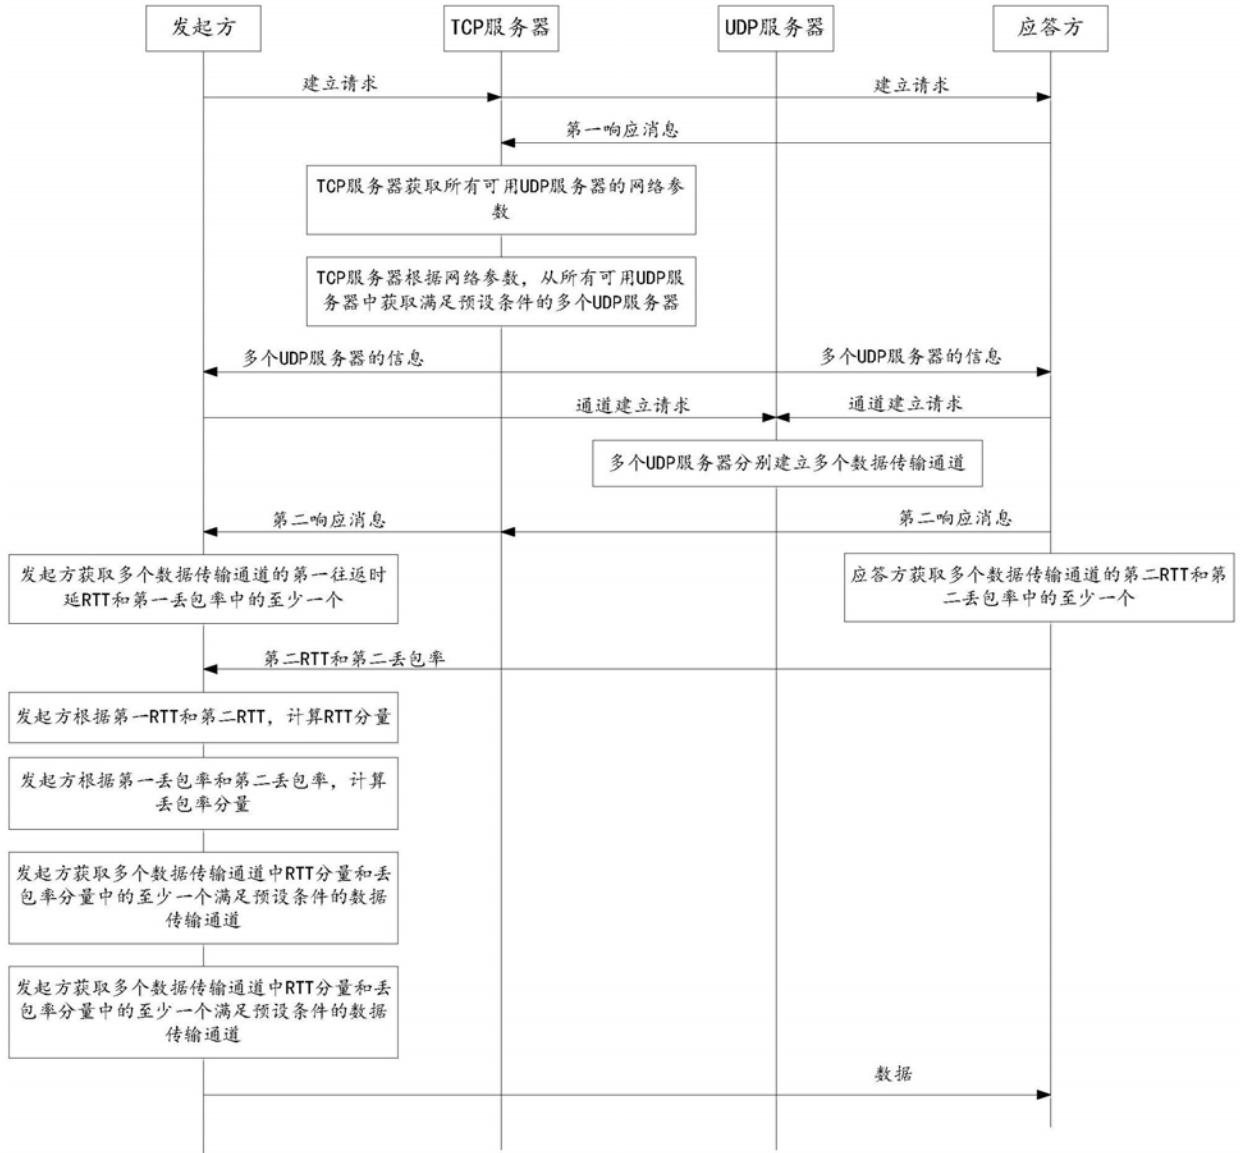 发起方
TCP服务器
UDP服务器
应答方
建立请求
建立请求
第一响应消息
TCP服务器获取所有可用UDP服务器的网络参
数
TCP服务器根据网络参数，从所有可用UDP服
务器中获取满足预设条件的多个UDP服务器
多个UDP服务器的信息
多个UDP服务器的信息
通道建立请求
通道建立请求
多个UDP服务器分别建立多个数据传输通道
第二响应消息
第二响应消息
发起方获取多个数据传输通道的第一往返时
延RTT和第一丢包率中的至少一个
应答方获取多个数据传输通道的第二RTT和第
二丢包率中的至少一个
第二RTT和第二丢包率
发起方根据第一RTT和第二RTT，计算RTT分量
发起方根据第一丢包率和第二丢包率，计算
丢包率分量
发起方获取多个数据传输通道中RTT分量和丢
包率分量中的至少一个满足预设条件的数据
传输通道
发起方获取多个数据传输通道中RTT分量和丢
包率分量中的至少一个满足预设条件的数据
传输通道
数据